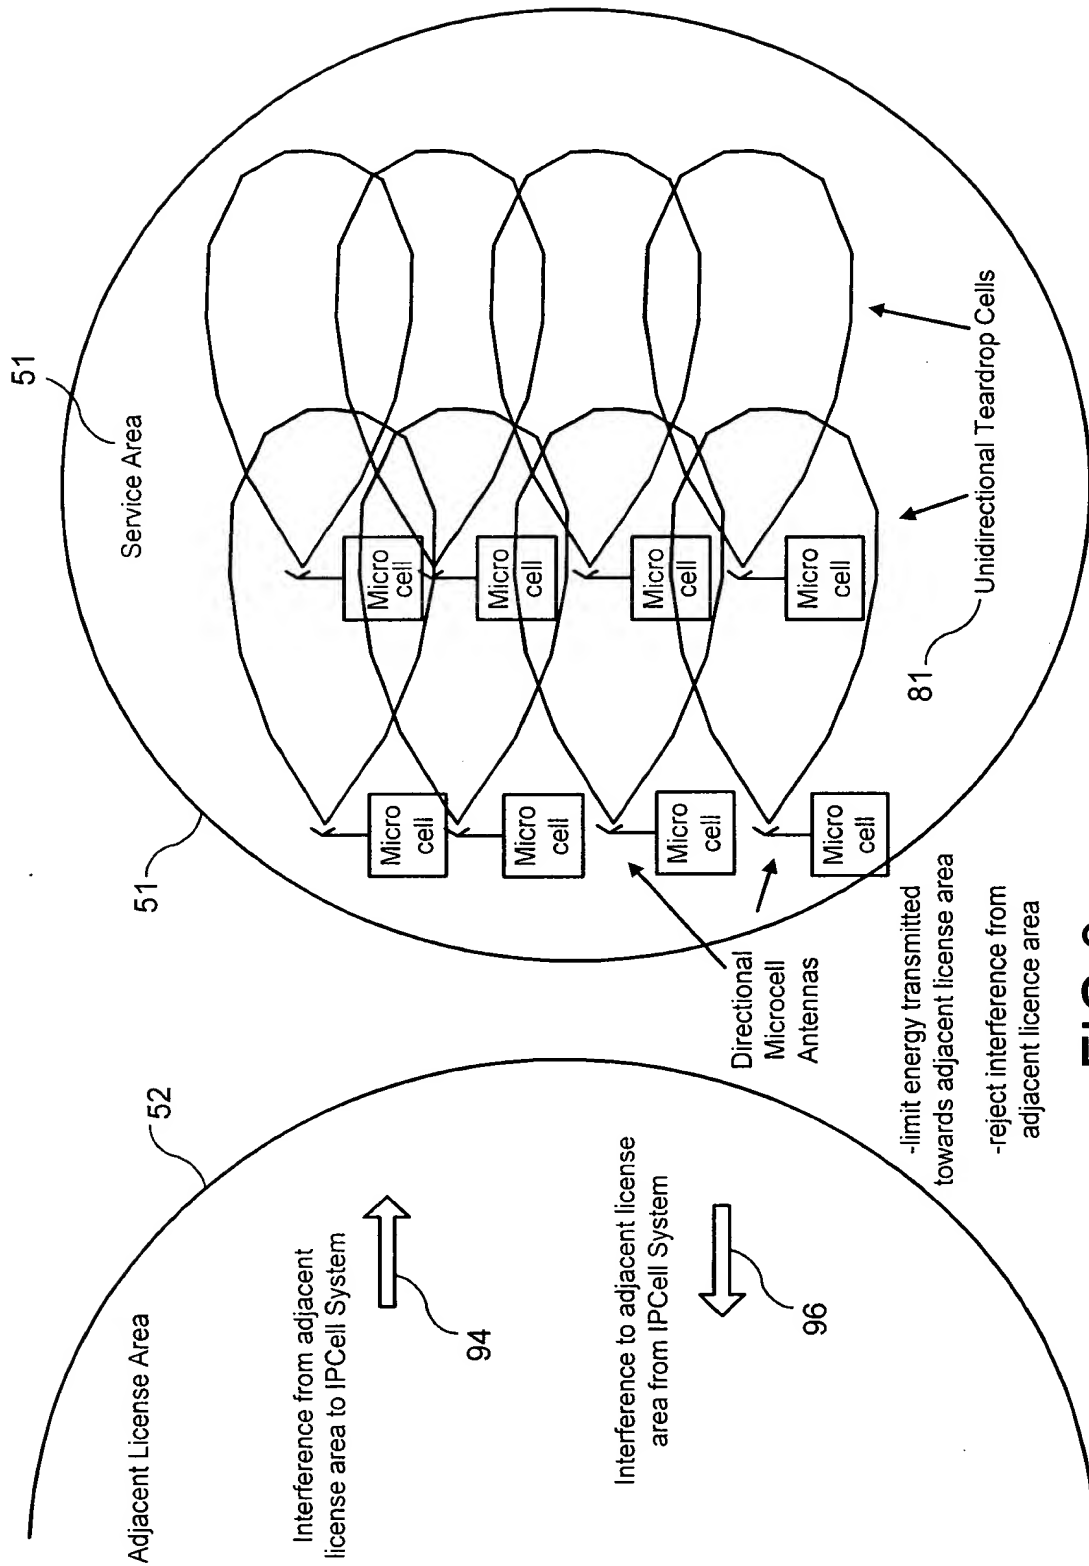 Adjacent License Area
52
Interference from adjacent
license area to IPCell System
94
Interference to adjacent license
area from IPCell System
96
51
Service Area
51
Micro
cell
Micro
cell
Micro
cell
Micro
cell
Micro
cell
Micro
cell
Micro
cell
Micro
cell
Directional
Microcell
Antennas
81
Unidirectional Teardrop Cells
-limit energy transmitted
towards adjacent license area
-reject interference from
adjacent licence area
FIG